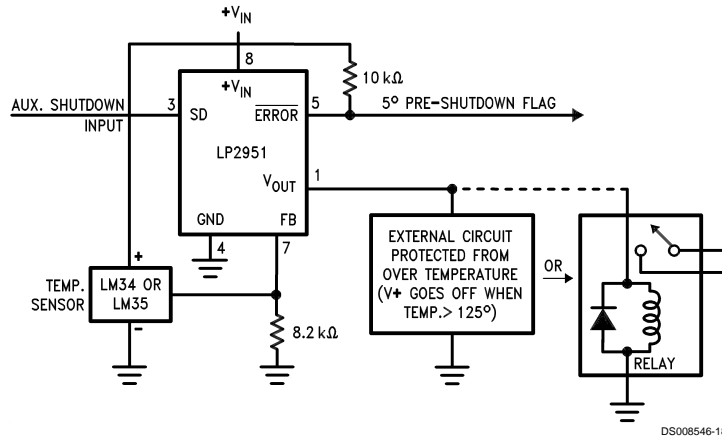 +VIN
8
+VIN
10 kΩ
AUX. SHUTDOWN
INPUT
3
SD
ERROR
5
5° PRE-SHUTDOWN FLAG
LP2951
VOUT
1
GND
FB
4
7
EXTERNAL CIRCUIT
PROTECTED FROM
OVER TEMPERATURE
(V+ GOES OFF WHEN
TEMP.> 125°)
OR
+
TEMP.
SENSOR
LM34 OR
LM35
-
8.2 kΩ
RELAY